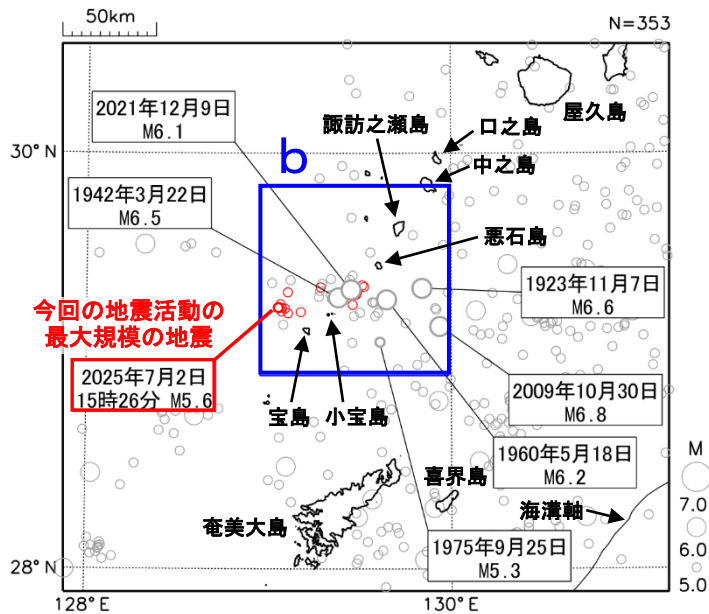 50km
N=353
2021年12月9日
M6.1
諏訪之瀬島
口之島
屋久島
30° N
b
中之島
1942年3月22日
M6.5
悪石島
1923年11月7日
M6.6
今回の地震活動の
最大規模の地震
2025年7月2日
15時26分 M5.6
宝島
小宝島
2009年10月30日
M6.8
1960年5月18日
M6.2
M
喜界島
海溝軸
7.0
奄美大島
1975年9月25日
M5.3
6.0
28° N
5.0
128° E
130° E